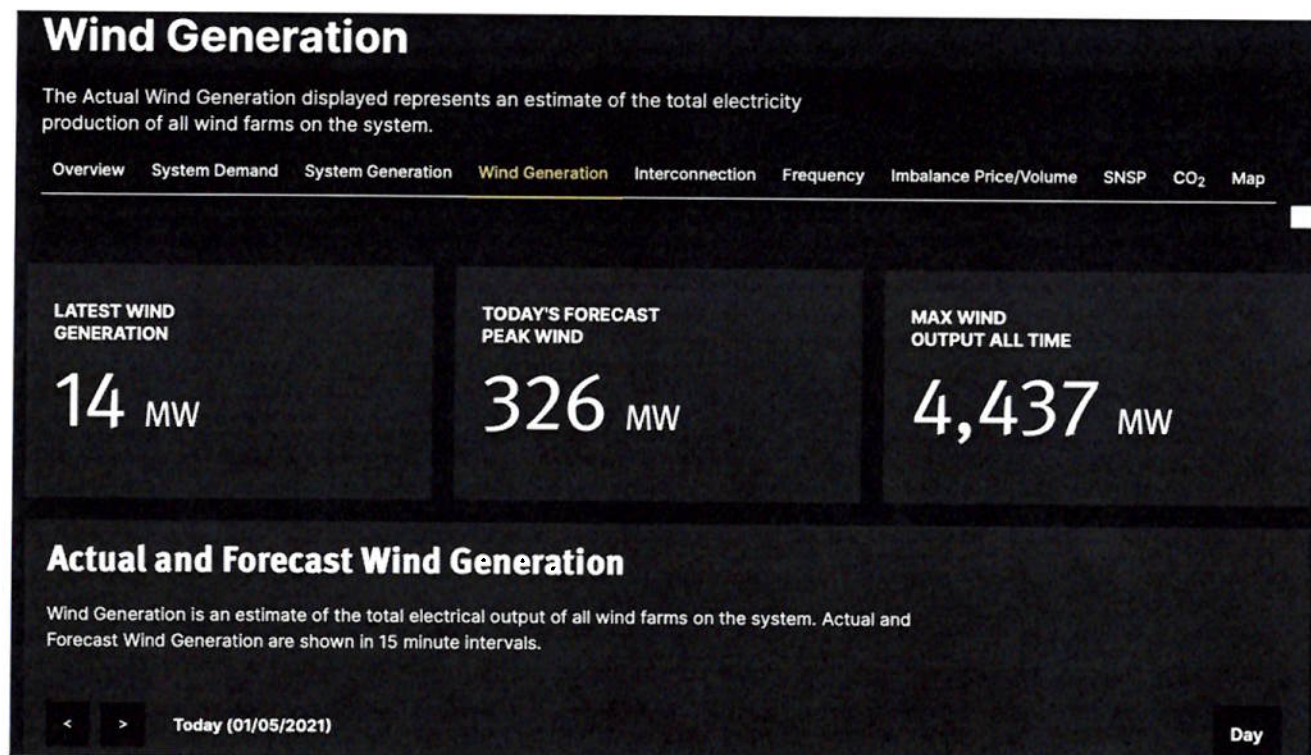 Wind Generation
The Actual Wind Generation displayed represents an estimate of the total electricity
production of all wind farms on the system.
Overview System Demand System Generation Wind Generation Interconnection Frequency Imbalance Price/Volume SNSP CO₂ Map
LATEST WIND
GENERATION
14 MW
TODAY'S FORECAST
PEAK WIND
326 MW
MAX WIND
OUTPUT ALL TIME
4,437 MW
Actual and Forecast Wind Generation
Wind Generation is an estimate of the total electrical output of all wind farms on the system. Actual and
Forecast Wind Generation are shown in 15 minute intervals.
< > Today (01/05/2021) Day